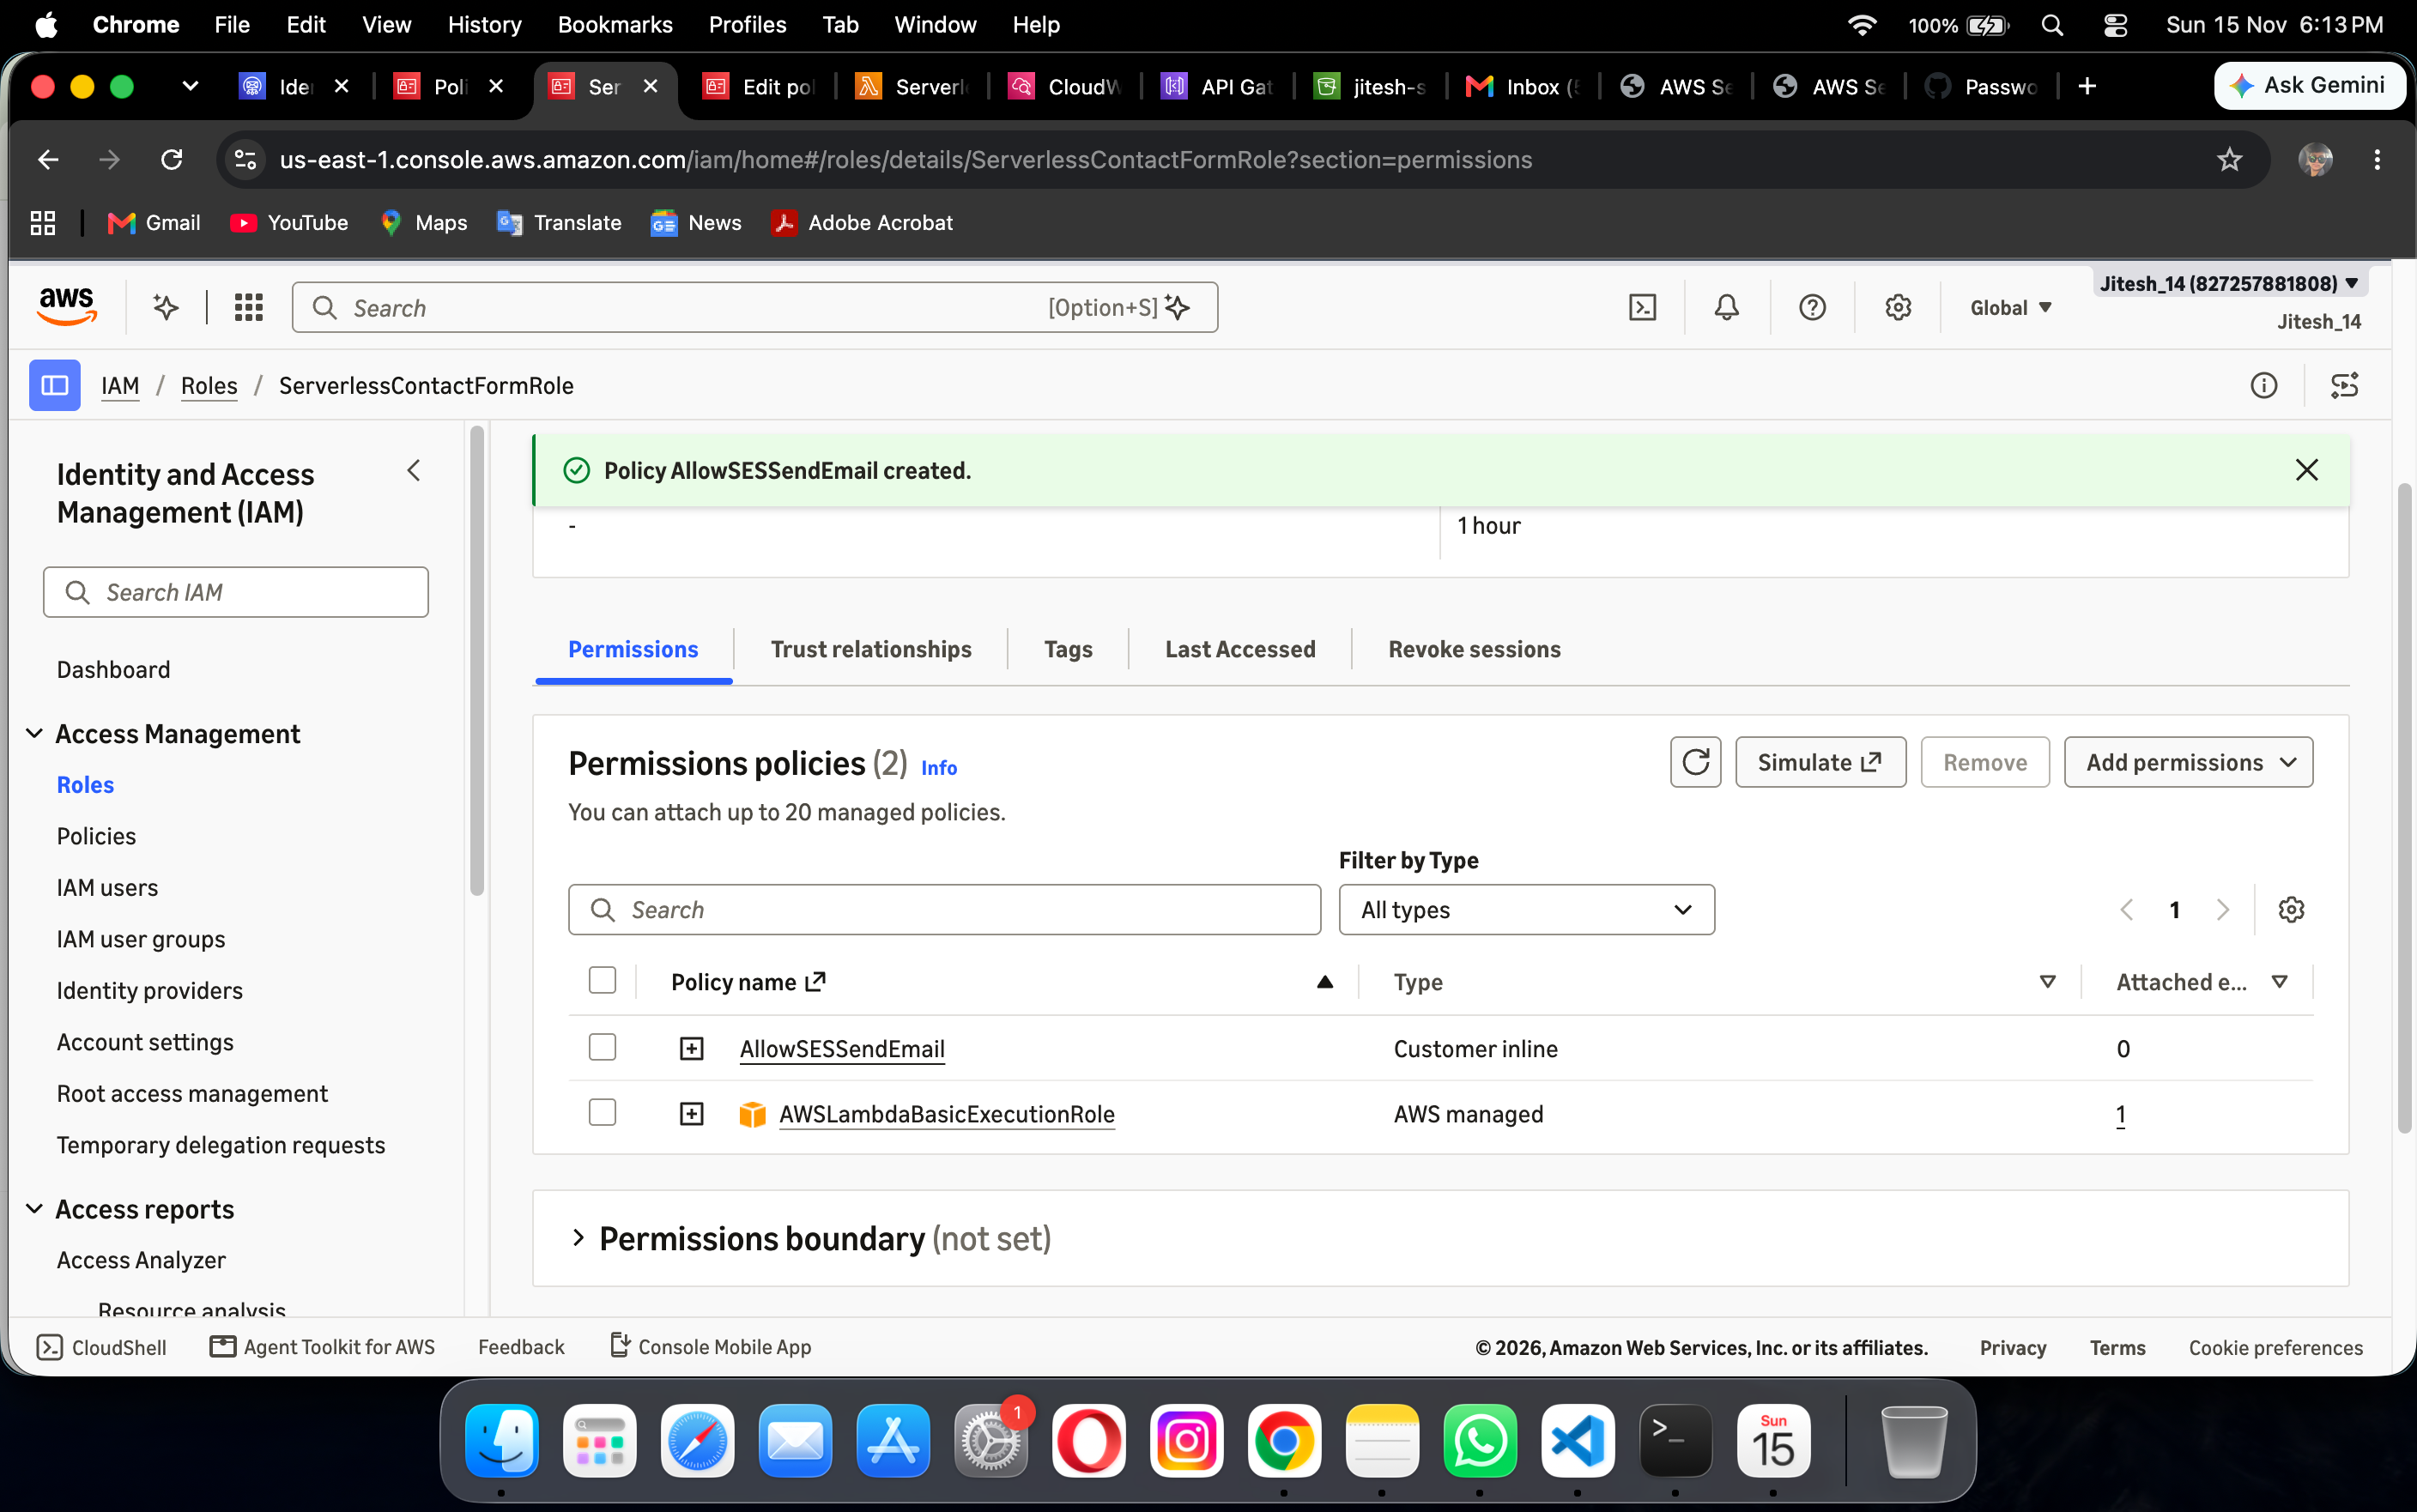 Chrome File Edit View History Bookmarks Profiles Tab Window Help 100% Sun 15 Nov 6:13 PM
Ide Poli Ser Edit pol Serverle CloudW API Gat jitesh-s Inbox (5 AWS Se AWS Se Passwo Ask Gemini
us-east-1.console.aws.amazon.com/iam/home#/roles/details/ServerlessContactFormRole?section=permissions
Gmail YouTube Maps Translate News Adobe Acrobat
aws Search [Option+S] Global Jitesh_14 (827257881808)
Jitesh_14
IAM / Roles / ServerlessContactFormRole
Identity and Access
Management (IAM)
Search IAM
Dashboard
Access Management
Roles
Policies
IAM users
IAM user groups
Identity providers
Account settings
Root access management
Temporary delegation requests
Access reports
Access Analyzer
Resource analysis
Policy AllowSESSendEmail created.
- 1 hour
Permissions Trust relationships Tags Last Accessed Revoke sessions
Permissions policies (2) Info
Simulate Remove Add permissions
You can attach up to 20 managed policies.
Filter by Type
Search All types 1
Policy name Type Attached e...
AllowSESSendEmail Customer inline 0
AWSLambdaBasicExecutionRole AWS managed 1
Permissions boundary (not set)
CloudShell Agent Toolkit for AWS Feedback Console Mobile App © 2026, Amazon Web Services, Inc. or its affiliates. Privacy Terms Cookie preferences
1
Sun
15